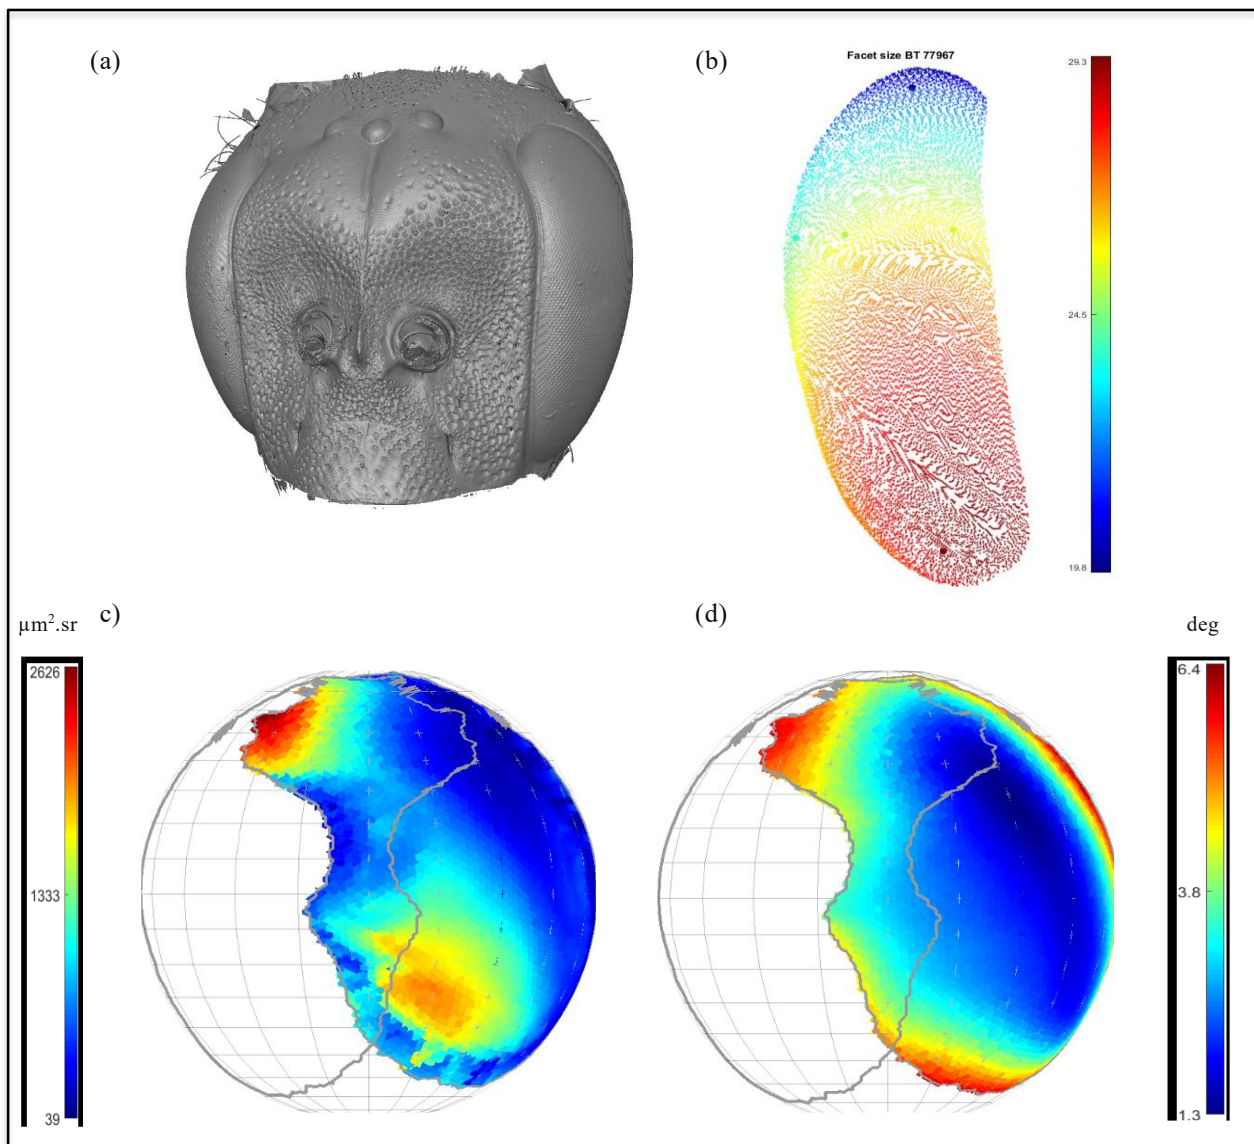 (a)
(b)
Facet size BT 77967
29.3
24.5
19.8
c)
(d)
µm².sr
deg
2626
1333
39
6.4
3.8
1.3